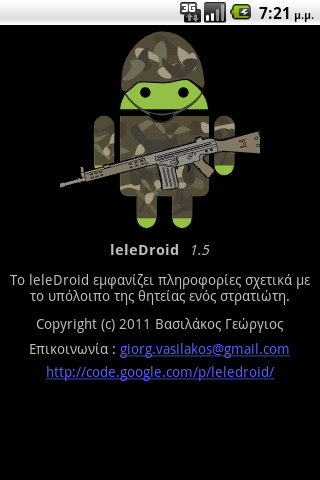 3G 7:21 μ.μ.
leleDroid 1.5
Το leleDroid εμφανίζει πληροφορίες σχετικά με
το υπόλοιπο της θητείας ενός στρατιώτη.
Copyright (c) 2011 Βασιλάκος Γεώργιος
Επικοινωνία : giorg.vasilakos@gmail.com
http://code.google.com/p/leledroid/